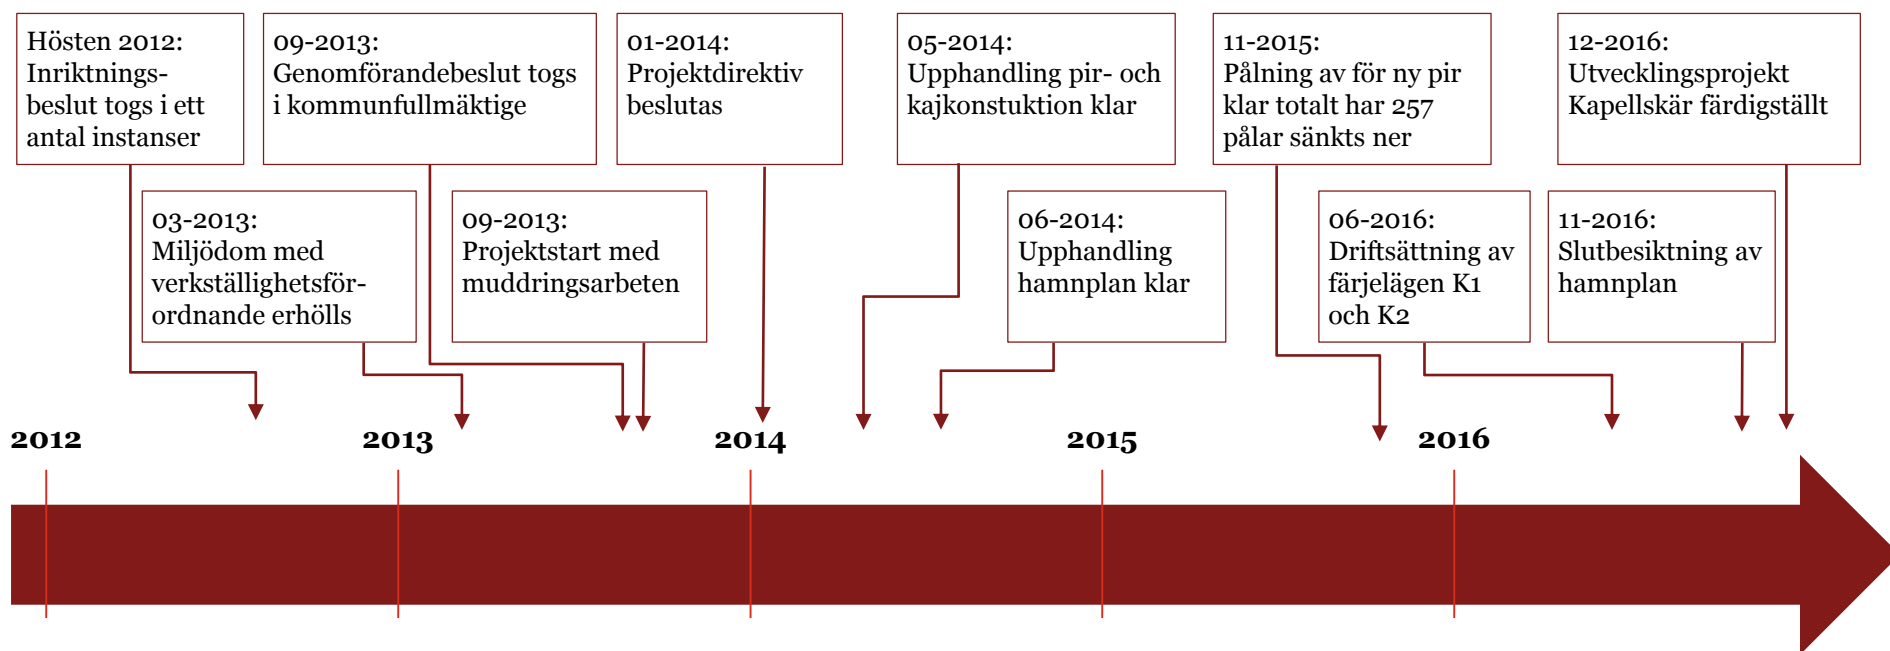 Hösten 2012:
Inriktnings-
beslut togs i ett
antal instanser
09-2013:
Genomförandebeslut togs
i kommunfullmäktige
01-2014:
Projektdirektiv
beslutas
05-2014:
Upphandling pir- och
kajkonstuktion klar
11-2015:
Pålning av för ny pir
klar totalt har 257
pålar sänkts ner
12-2016:
Utvecklingsprojekt
Kapellskär färdigställt
03-2013:
Miljödom med
verkställighetsför-
ordnande erhölls
09-2013:
Projektstart med
muddringsarbeten
06-2014:
Upphandling
hamnplan klar
06-2016:
Driftsättning av
färjelägen K1
och K2
11-2016:
Slutbesiktning av
hamnplan
2012
2013
2014
2015
2016